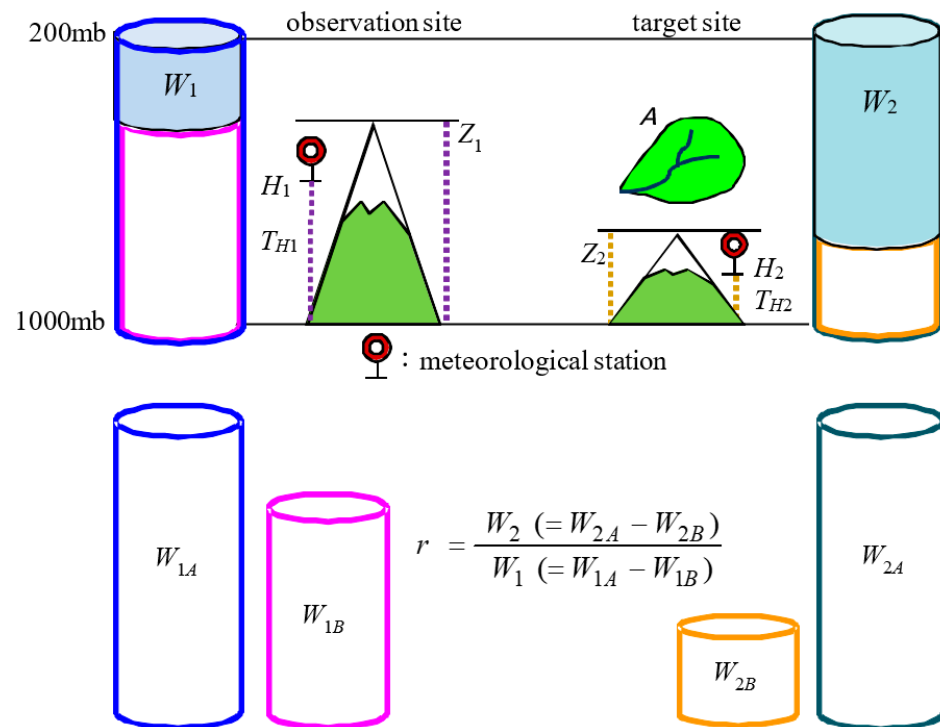 200mb
observation site
target site
W1
W2
A
Z1
H1
TH1
Z2
H2
TH2
1000mb
: meteorological station
W1A
W1B
r = W2 (= W2A − W2B)
W1 (= W1A − W1B)
W2A
W2B